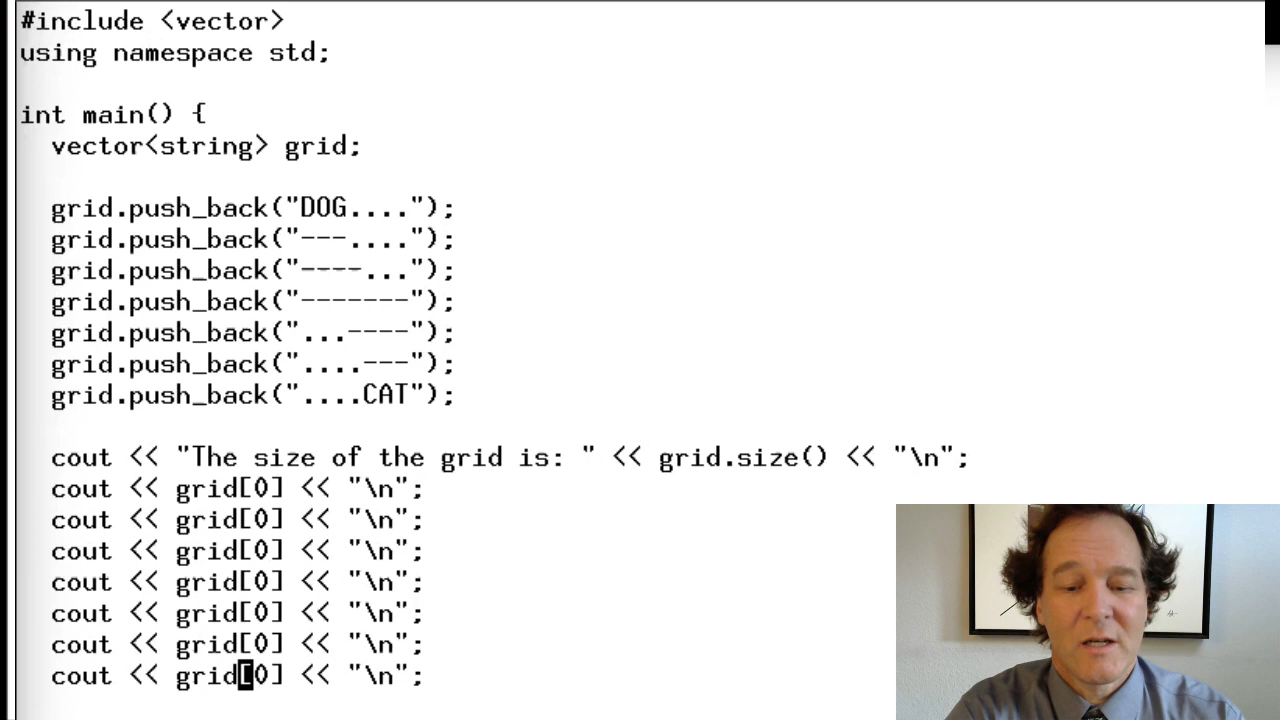 #include <vector>
using namespace std;
int main() {
vector<string> grid;
grid.push_back("DOG....");
grid.push_back("---....");
grid.push_back("----...");
grid.push_back("-------");
grid.push_back("...----");
grid.push_back("....---");
grid.push_back("....CAT");
cout << "The size of the grid is: " << grid.size() << "\n";
cout << grid[0] << "\n";
cout << grid[0] << "\n";
cout << grid[0] << "\n";
cout << grid[0] << "\n";
cout << grid[0] << "\n";
cout << grid[0] << "\n";
cout << grid[0] << "\n";